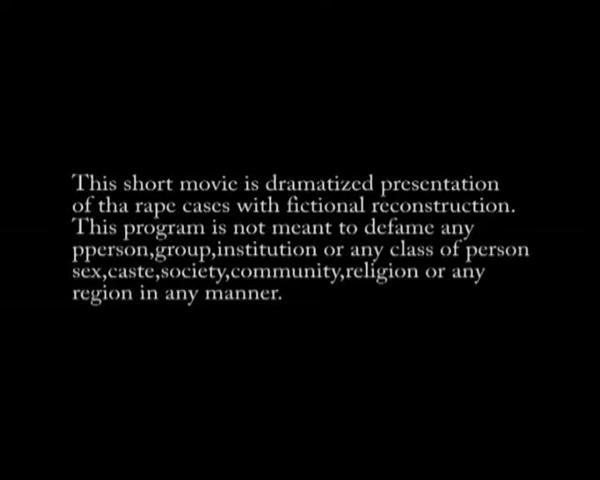 This short movie is dramatized presentation
of tha rape cases with fictional reconstruction.
This program is not meant to defame any
pperson,group,institution or any class of person
sex,caste,society,community,religion or any
region in any manner.